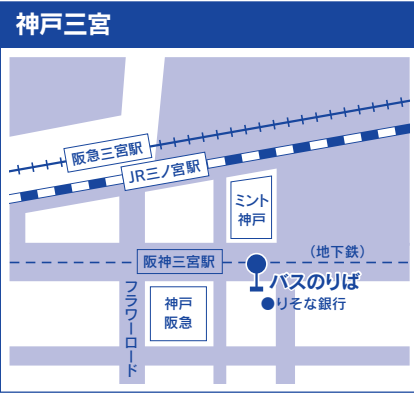 神戸三宮
阪急三宮駅
JR三ノ宮駅
ミント
神戸
(地下鉄)
阪神三宮駅
バスのりば
●りそな銀行
フラワーロード
神戸
阪急